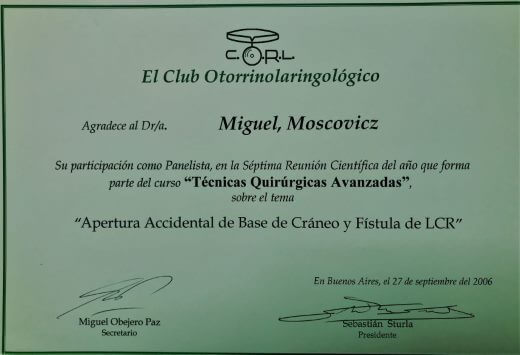 C.O.R.L.
El Club Otorrinolaringológico
Agradece al Dr/a. Miguel, Moscovicz
Su participación como Panelista, en la Séptima Reunión Científica del año que forma
parte del curso “Técnicas Quirúrgicas Avanzadas”,
sobre el tema
“Apertura Accidental de Base de Cráneo y Fístula de LCR”
En Buenos Aires, el 27 de septiembre del 2006
Miguel Obejero Paz
Secretario
Sebastián Sturla
Presidente